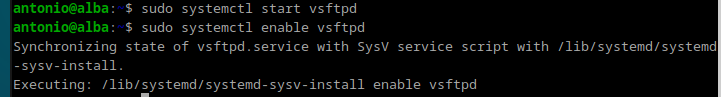 antonio@alba:~$ sudo systemctl start vsftpd
antonio@alba:~$ sudo systemctl enable vsftpd
Synchronizing state of vsftpd.service with SysV service script with /lib/systemd/systemd
-sysv-install.
Executing: /lib/systemd/systemd-sysv-install enable vsftpd